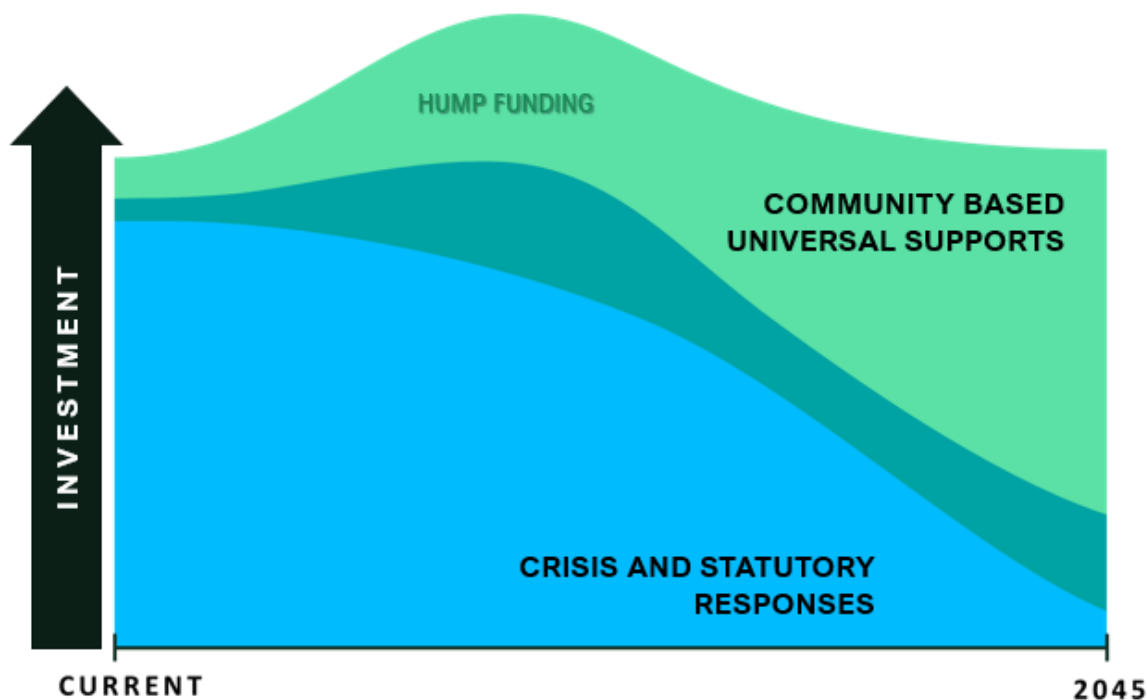 HUMP FUNDING
COMMUNITY BASED
UNIVERSAL SUPPORTS
INVESTMENT
CRISIS AND STATUTORY
RESPONSES
CURRENT
2045